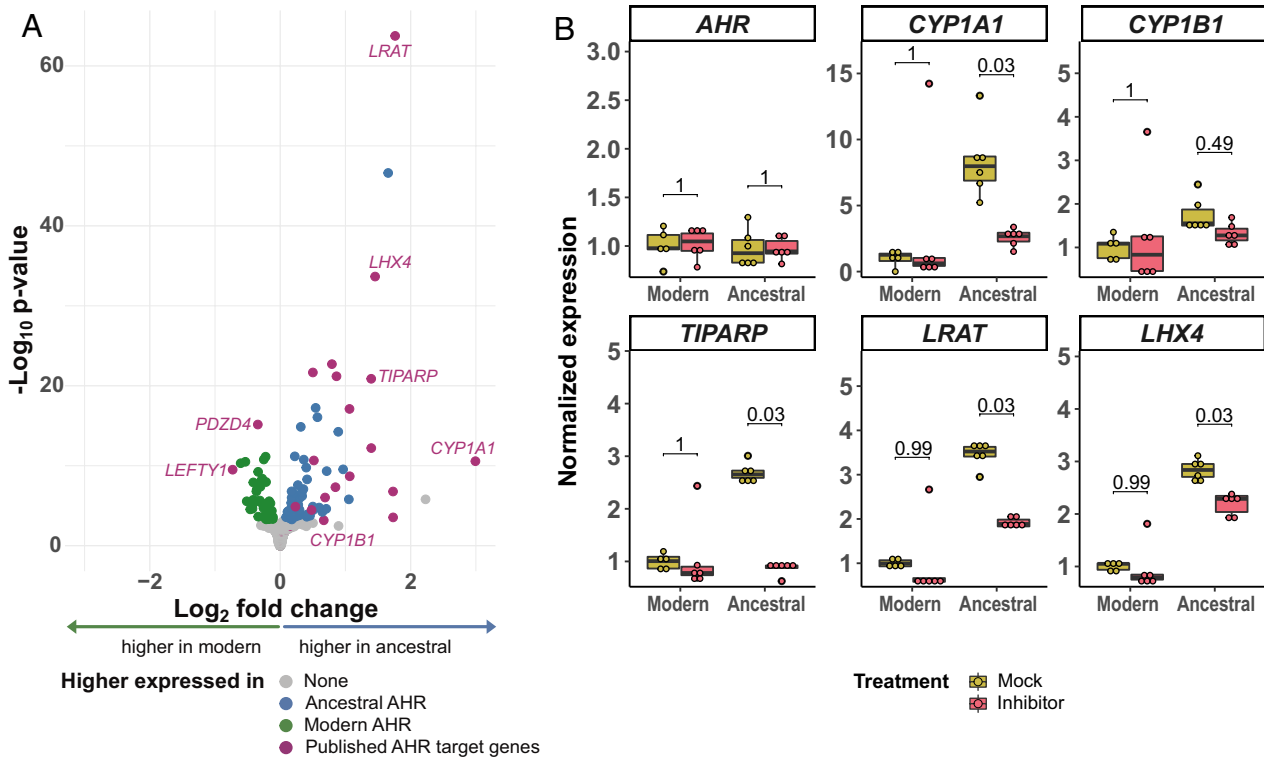 A
-Log10 p-value
60
40
20
0
LRAT
LHX4
TIPARP
PDZD4
LEFTY1
CYP1A1
CYP1B1
−2
0
2
Log2 fold change
higher in modern
higher in ancestral
Higher expressed in
None
Ancestral AHR
Modern AHR
Published AHR target genes
B
Normalized expression
AHR
3.0
2.5
2.0
1.5
1.0
1
1
Modern
Ancestral
CYP1A1
15
10
5
0
1
0.03
Modern
Ancestral
CYP1B1
5
4
3
2
1
1
0.49
Modern
Ancestral
TIPARP
5
4
3
2
1
1
0.03
Modern
Ancestral
LRAT
5
4
3
2
1
0.99
0.03
Modern
Ancestral
LHX4
5
4
3
2
1
0.99
0.03
Modern
Ancestral
Treatment
Mock
Inhibitor